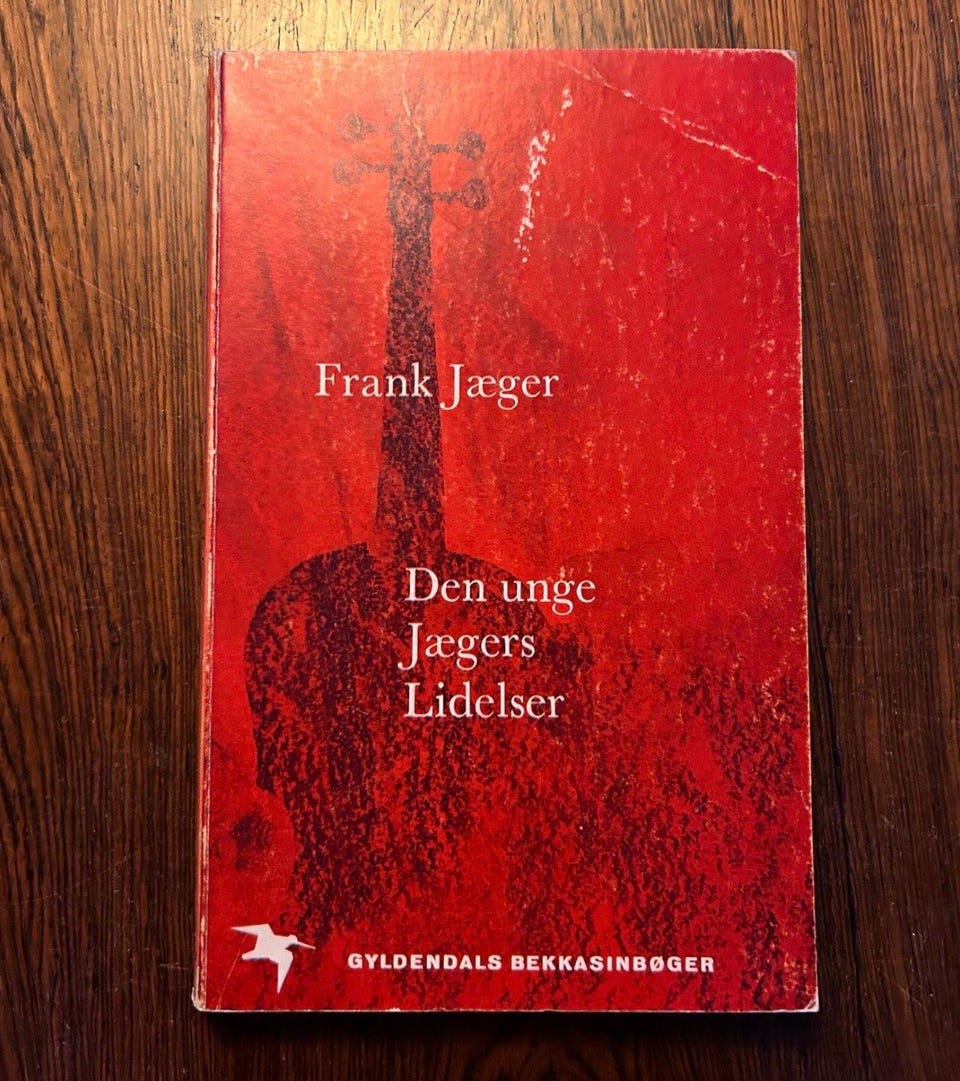 Frank Jæger
Den unge
Jægers
Lidelser
GYLDENDALS BEKKASINBØGER